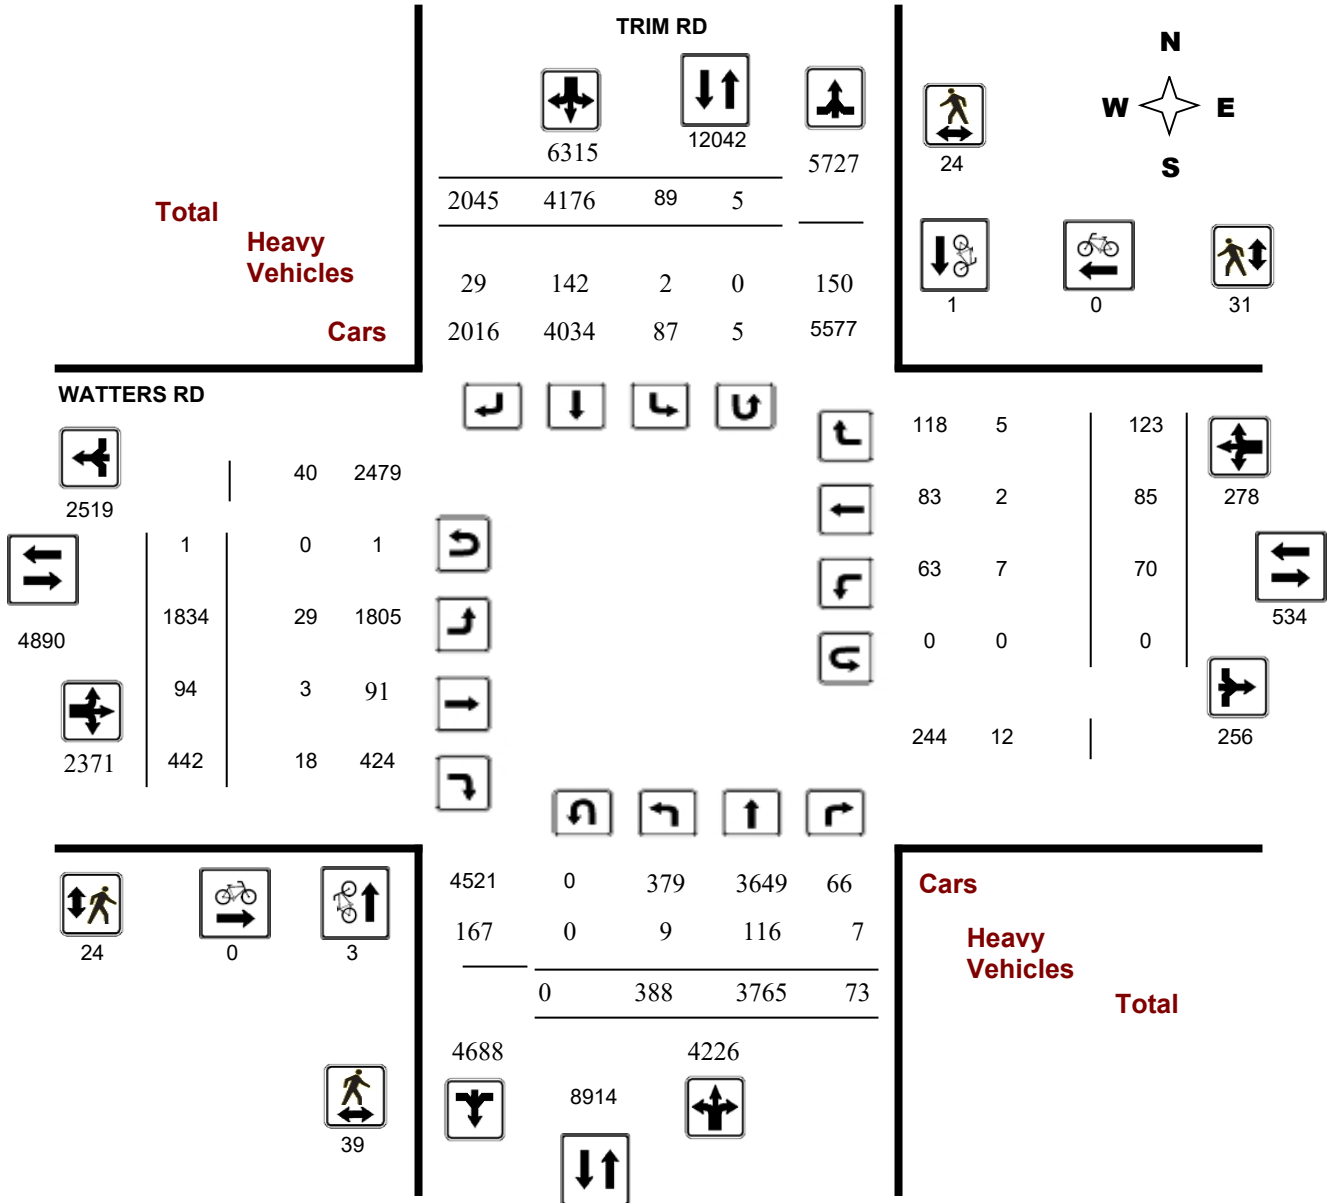 TRIM RD
N
W E
S
6315 12042 5727
24
2045 4176 89 5
Total
Heavy
Vehicles
29 142 2 0 150
1 0 31
Cars
2016 4034 87 5 5577
WATTERS RD
118 5 123
40 2479
2519
83 2 85 278
1 0 1
63 7 70
1834 29 1805
534
4890
0 0 0
94 3 91
244 12 256
2371 442 18 424
4521 0 379 3649 66
Cars
167 0 9 116 7
Heavy
Vehicles
24 0 3
0 388 3765 73
Total
4688 4226
8914
39